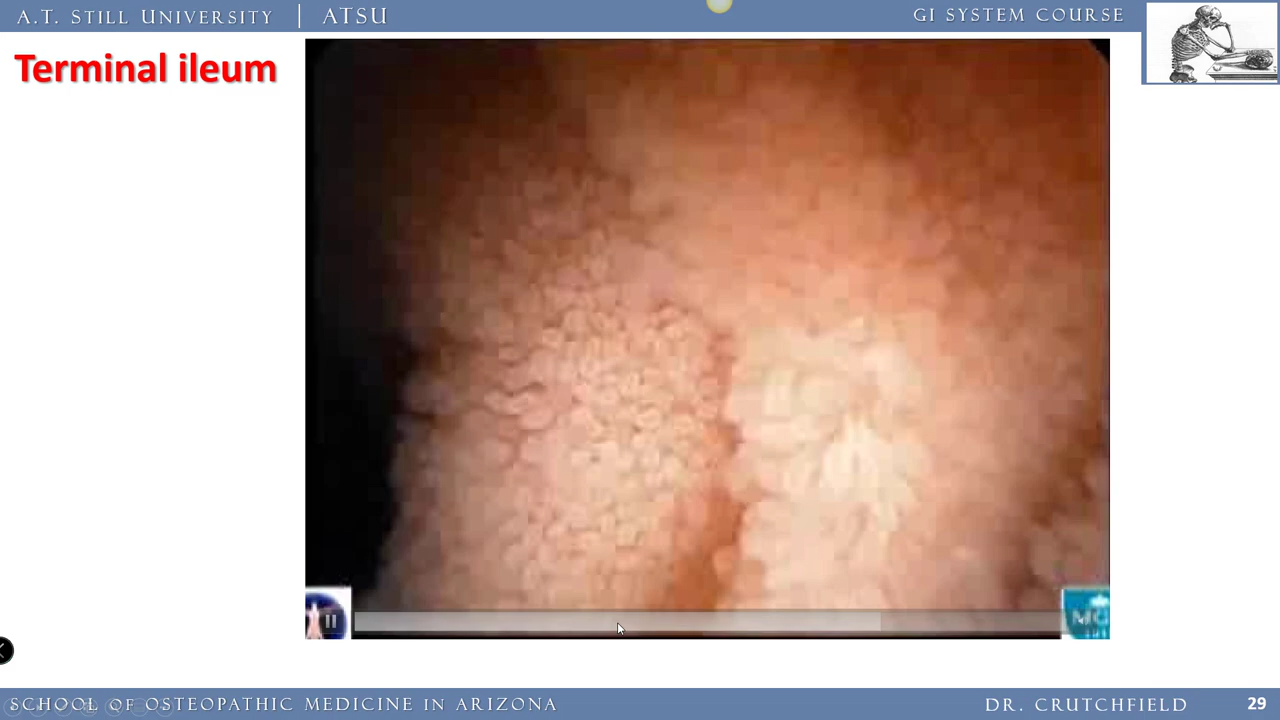 A.T. STILL UNIVERSITY | ATSU
GI SYSTEM COURSE
Terminal ileum
SCHOOL OF OSTEOPATHIC MEDICINE IN ARIZONA
DR. CRUTCHFIELD
29